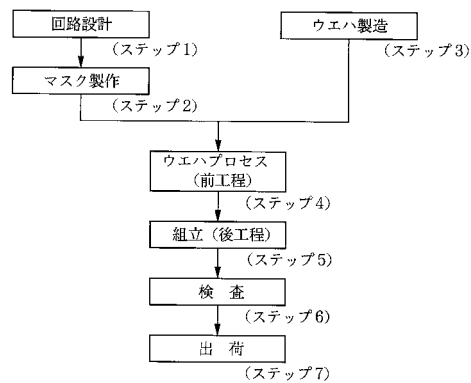 回路設計
(ステップ1)
ウエハ製造
(ステップ3)
マスク製作
(ステップ2)
ウエハプロセス
(前工程)
(ステップ4)
組立(後工程)
(ステップ5)
検 査
(ステップ6)
出 荷
(ステップ7)